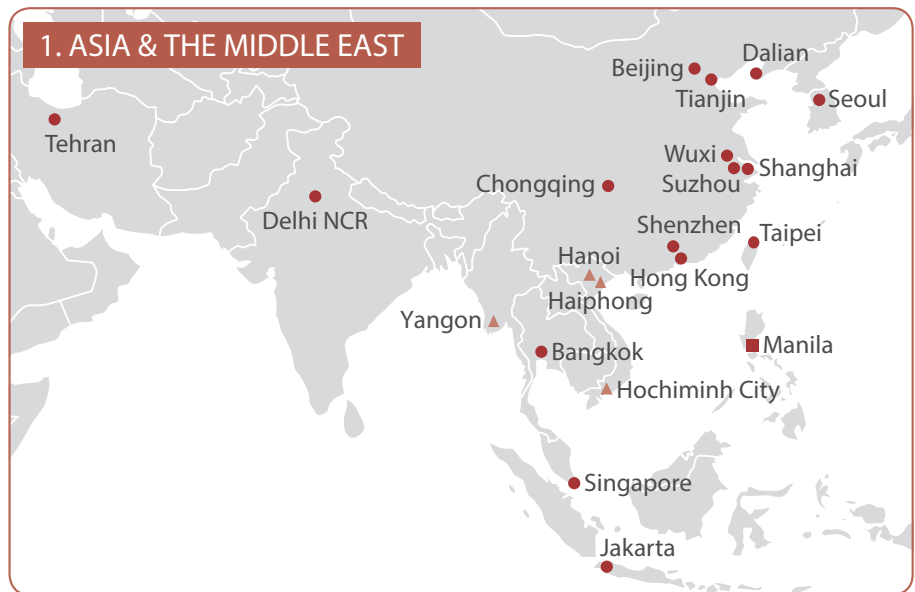 1. ASIA & THE MIDDLE EAST
Dalian
Beijing
Tianjin
Seoul
Tehran
Wuxi
Shanghai
Suzhou
Chongqing
Delhi NCR
Shenzhen
Taipei
Hanoi
Hong Kong
Haiphong
Yangon
Manila
Bangkok
Hochiminh City
Singapore
Jakarta